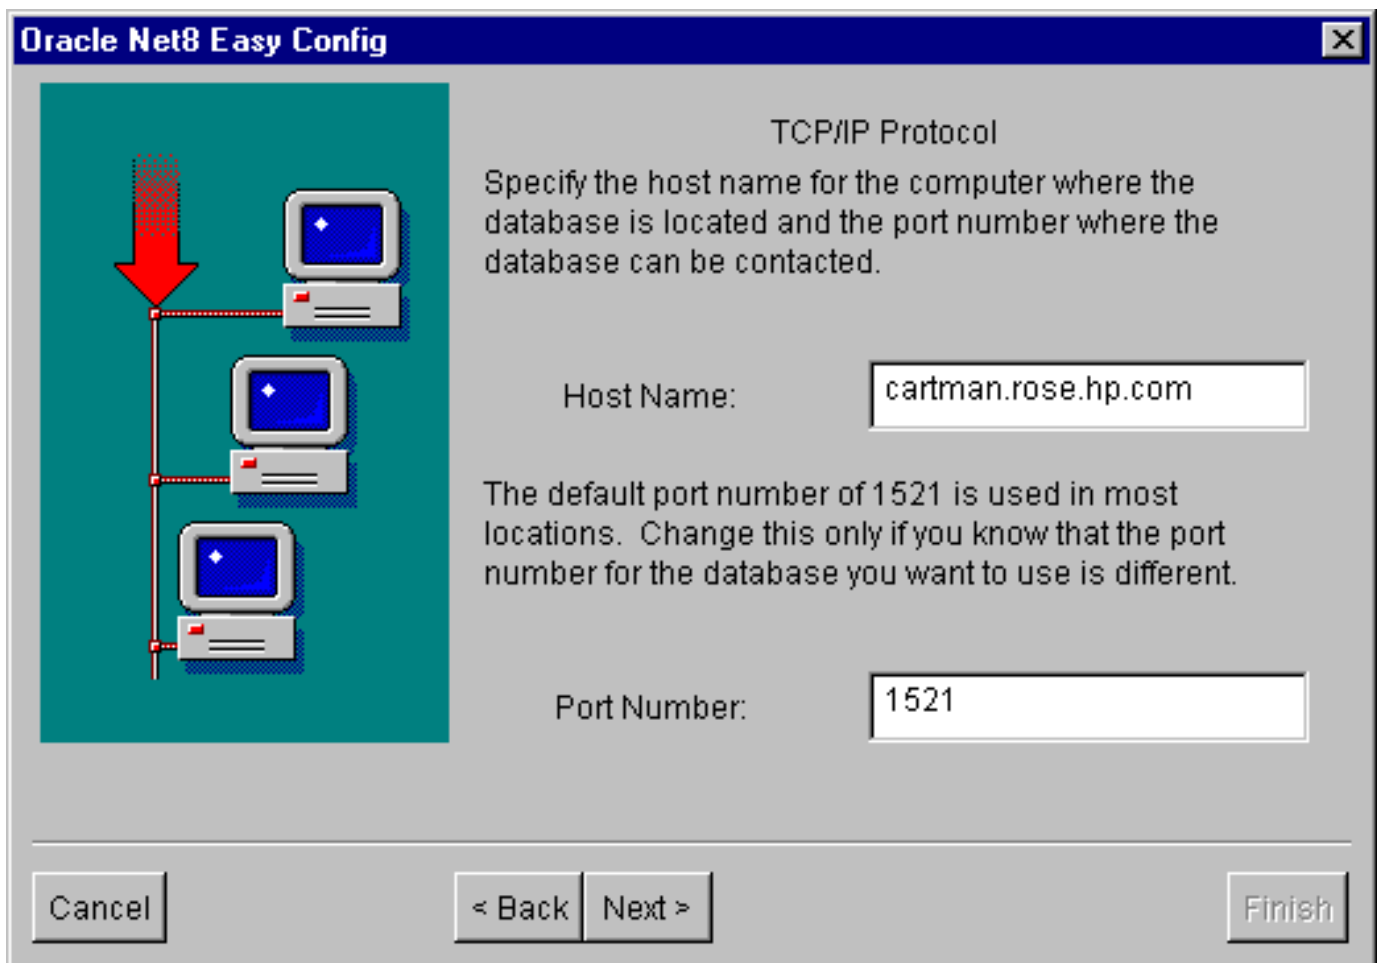 Oracle Net8 Easy Config
TCP/IP Protocol
Specify the host name for the computer where the
database is located and the port number where the
database can be contacted.
Host Name: cartman.rose.hp.com
The default port number of 1521 is used in most
locations.  Change this only if you know that the port
number for the database you want to use is different.
Port Number: 1521
Cancel < Back Next > Finish